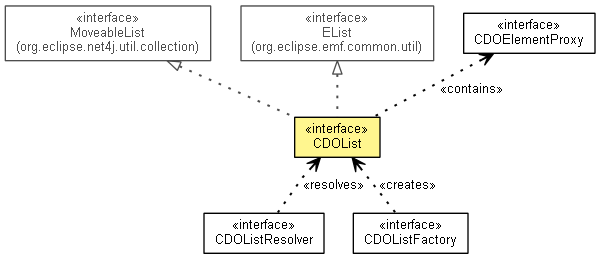 «interface»
MoveableList
(org.eclipse.net4j.util.collection)
«interface»
EList
(org.eclipse.emf.common.util)
«interface»
CDOElementProxy
«contains»
«interface»
CDOList
«resolves»
«creates»
«interface»
CDOListResolver
«interface»
CDOListFactory